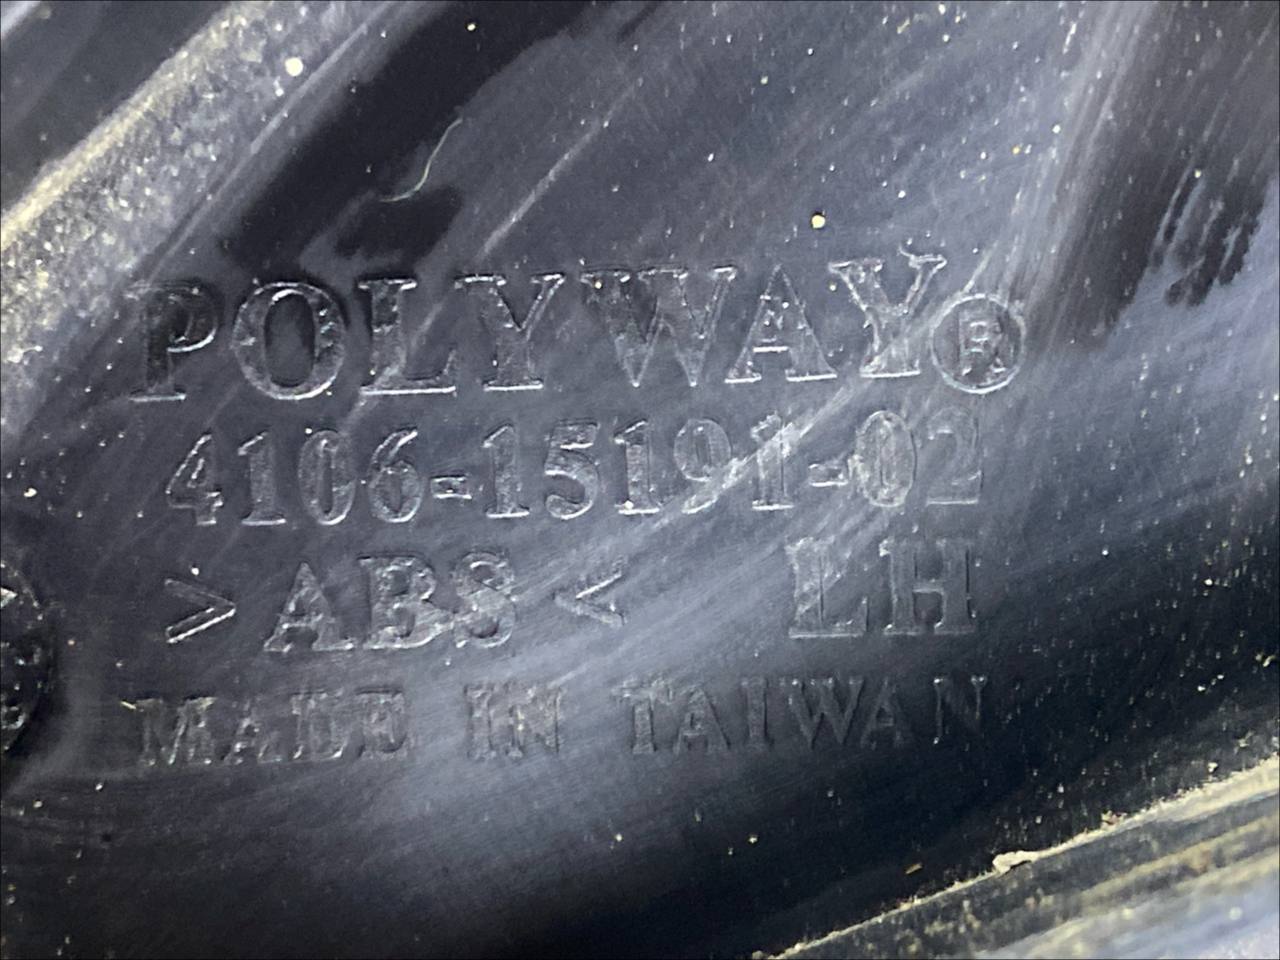 POLYWAY®
4106-15191-02
>ABS< LH
MADE IN TAIWAN